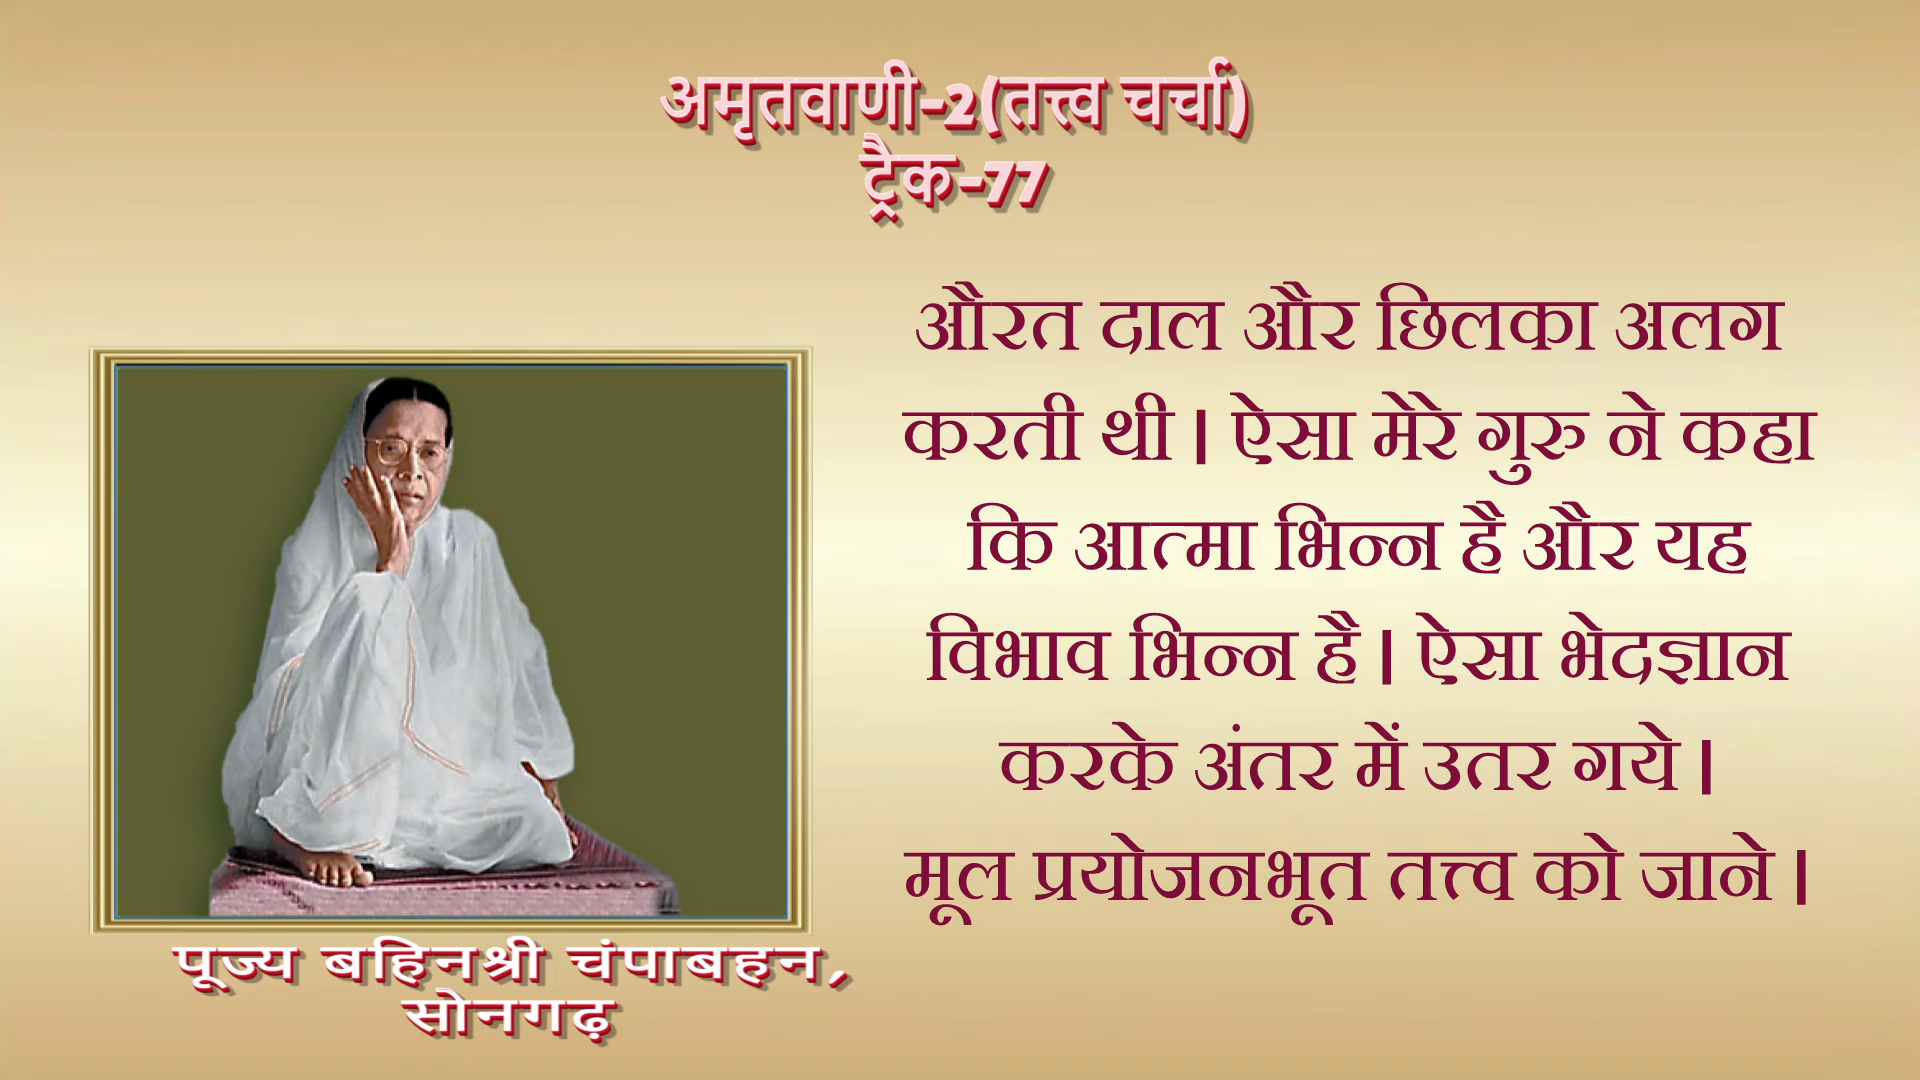 अमृतवाणी-2(तत्त्व चर्चा)
ट्रैक-77
औरत दाल और छिलका अलग
करती थी। ऐसा मेरे गुरु ने कहा
कि आत्मा भिन्न है और यह
विभाव भिन्न है। ऐसा भेदज्ञान
करके अंतर में उतर गये।
मूल प्रयोजनभूत तत्त्व को जाने।
पूज्य बहिनश्री चंपाबहन,
सोनगढ़